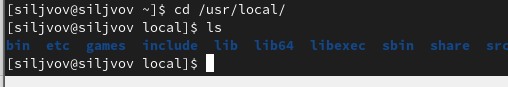 [siljvov@siljvov ~]$ cd /usr/local/
[siljvov@siljvov local]$ ls
bin  etc  games  include  lib  lib64  libexec  sbin  share  src
[siljvov@siljvov local]$